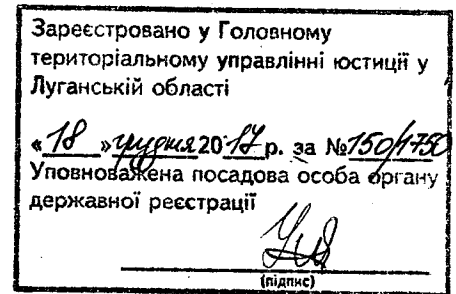 Зареєстровано у Головному
територіальному управлінні юстиції у
Луганській області
«18» грудня 2017 р. за №150/1750
Уповноважена посадова особа органу
державної реєстрації
(підпис)